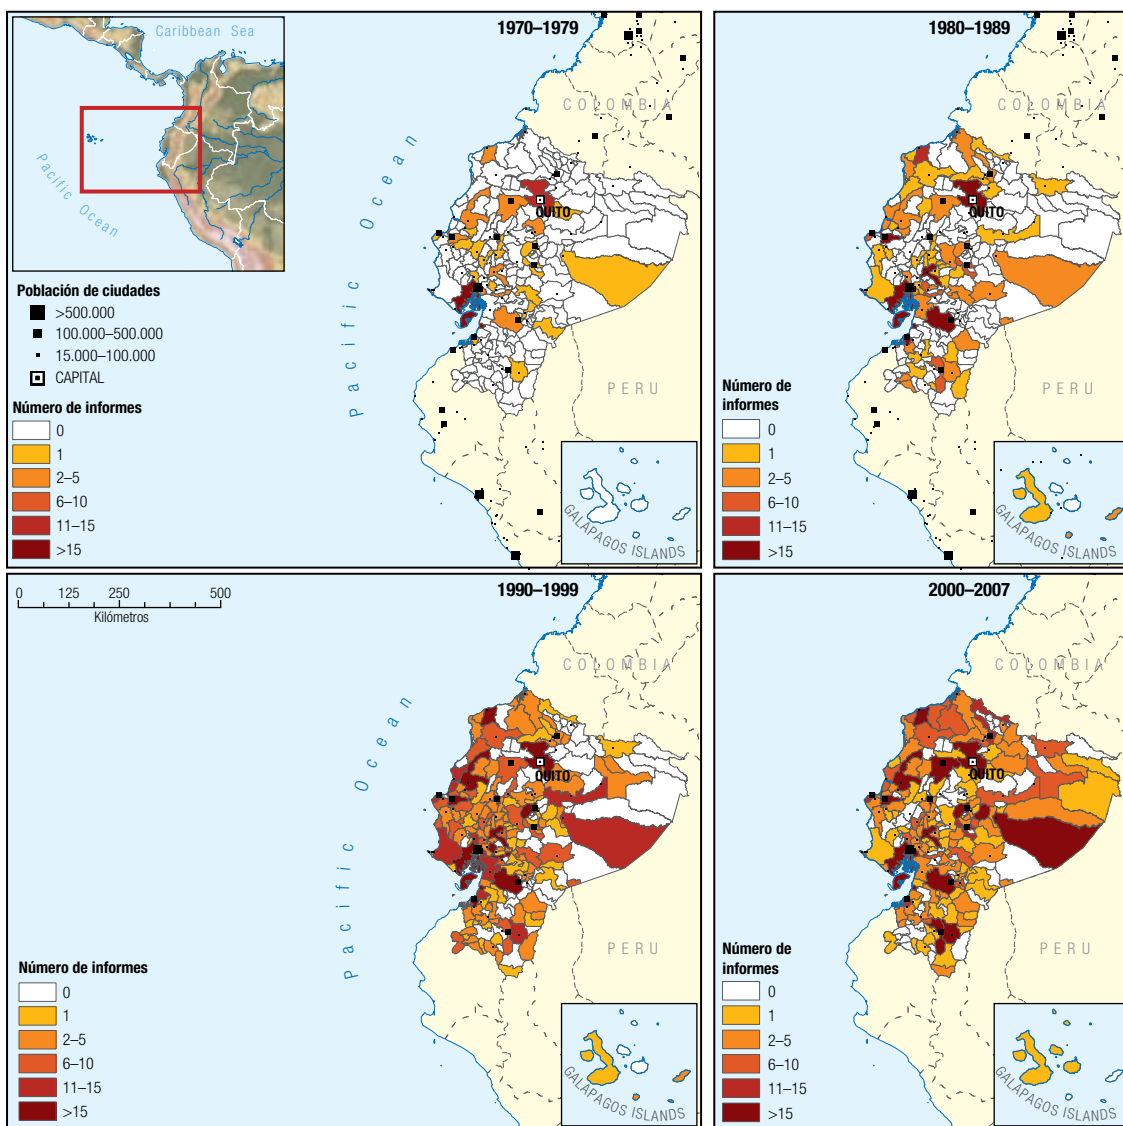 Caribbean Sea
Pacific Ocean
Población de ciudades
>500.000
100.000–500.000
15.000–100.000
CAPITAL
Número de informes
0
1
2–5
6–10
11–15
>15
1970–1979
COLOMBIA
Pacific Ocean
QUITO
PERU
GALÁPAGOS ISLANDS
1980–1989
COLOMBIA
QUITO
PERU
Número de
informes
0
1
2–5
6–10
11–15
>15
GALÁPAGOS ISLANDS
0 125 250 500
Kilómetros
1990–1999
COLOMBIA
Pacific Ocean
QUITO
PERU
Número de informes
0
1
2–5
6–10
11–15
>15
GALÁPAGOS ISLANDS
2000–2007
COLOMBIA
QUITO
PERU
Número de
informes
0
1
2–5
6–10
11–15
>15
GALÁPAGOS ISLANDS